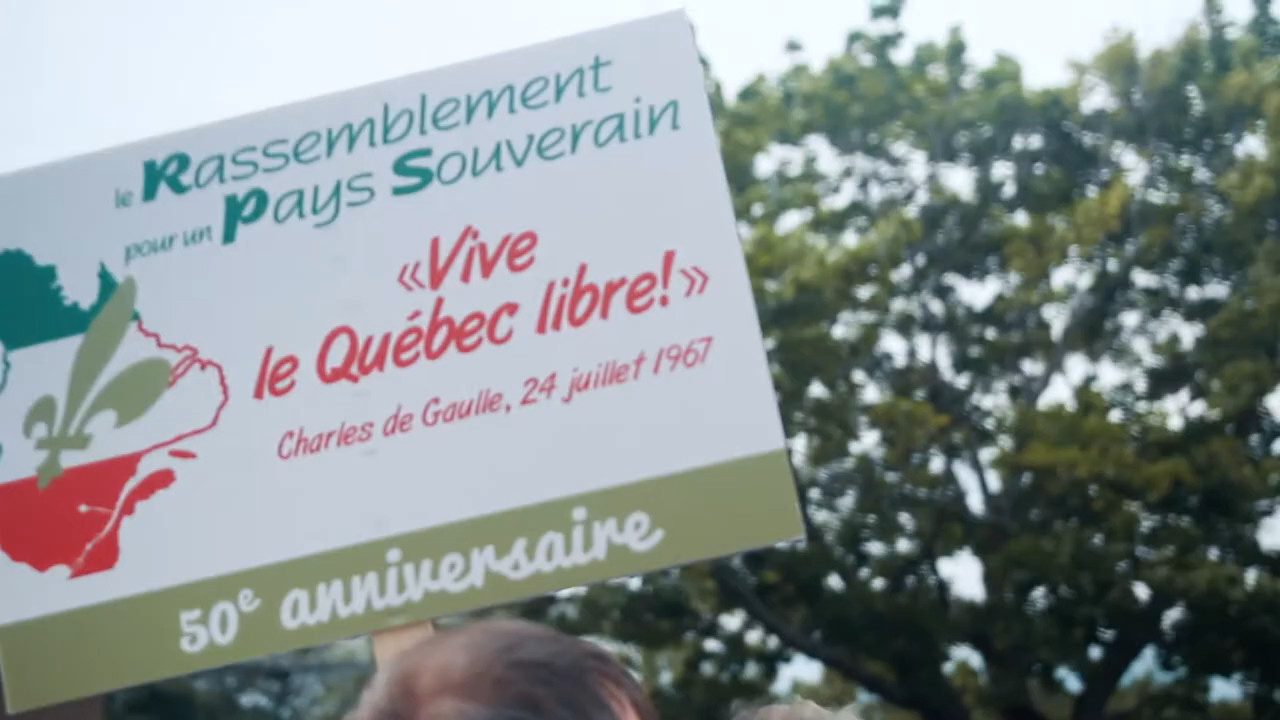 le Rassemblement
pour un Pays Souverain
«Vive
le Québec libre!»
Charles de Gaulle, 24 juillet 1967
50e anniversaire